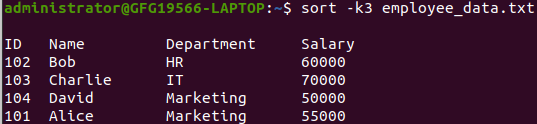 administrator@GFG19566-LAPTOP:~$ sort -k3 employee_data.txt
ID Name Department Salary
102 Bob HR 60000
103 Charlie IT 70000
104 David Marketing 50000
101 Alice Marketing 55000